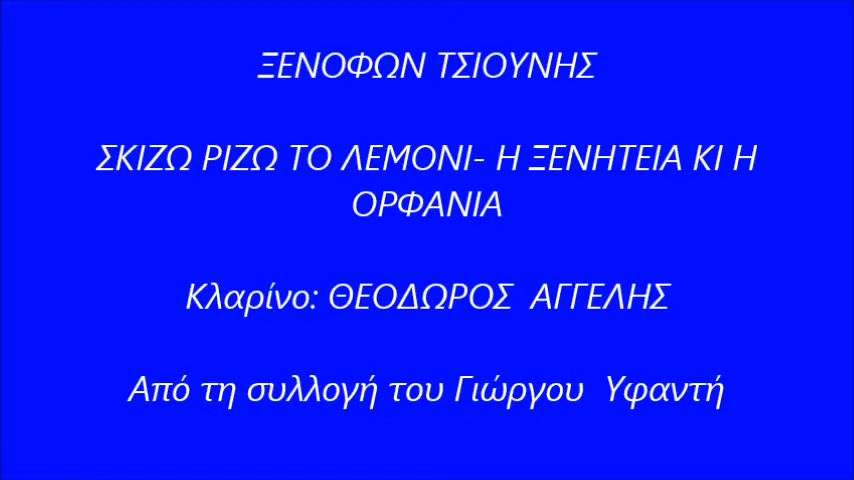 ΞΕΝΟΦΩΝ ΤΣΙΟΥΝΗΣ
ΣΚΙΖΩ ΡΙΖΩ ΤΟ ΛΕΜΟΝΙ- Η ΞΕΝΗΤΕΙΑ ΚΙ Η
ΟΡΦΑΝΙΑ
Κλαρίνο: ΘΕΟΔΩΡΟΣ  ΑΓΓΕΛΗΣ
Από τη συλλογή του Γιώργου  Υφαντή